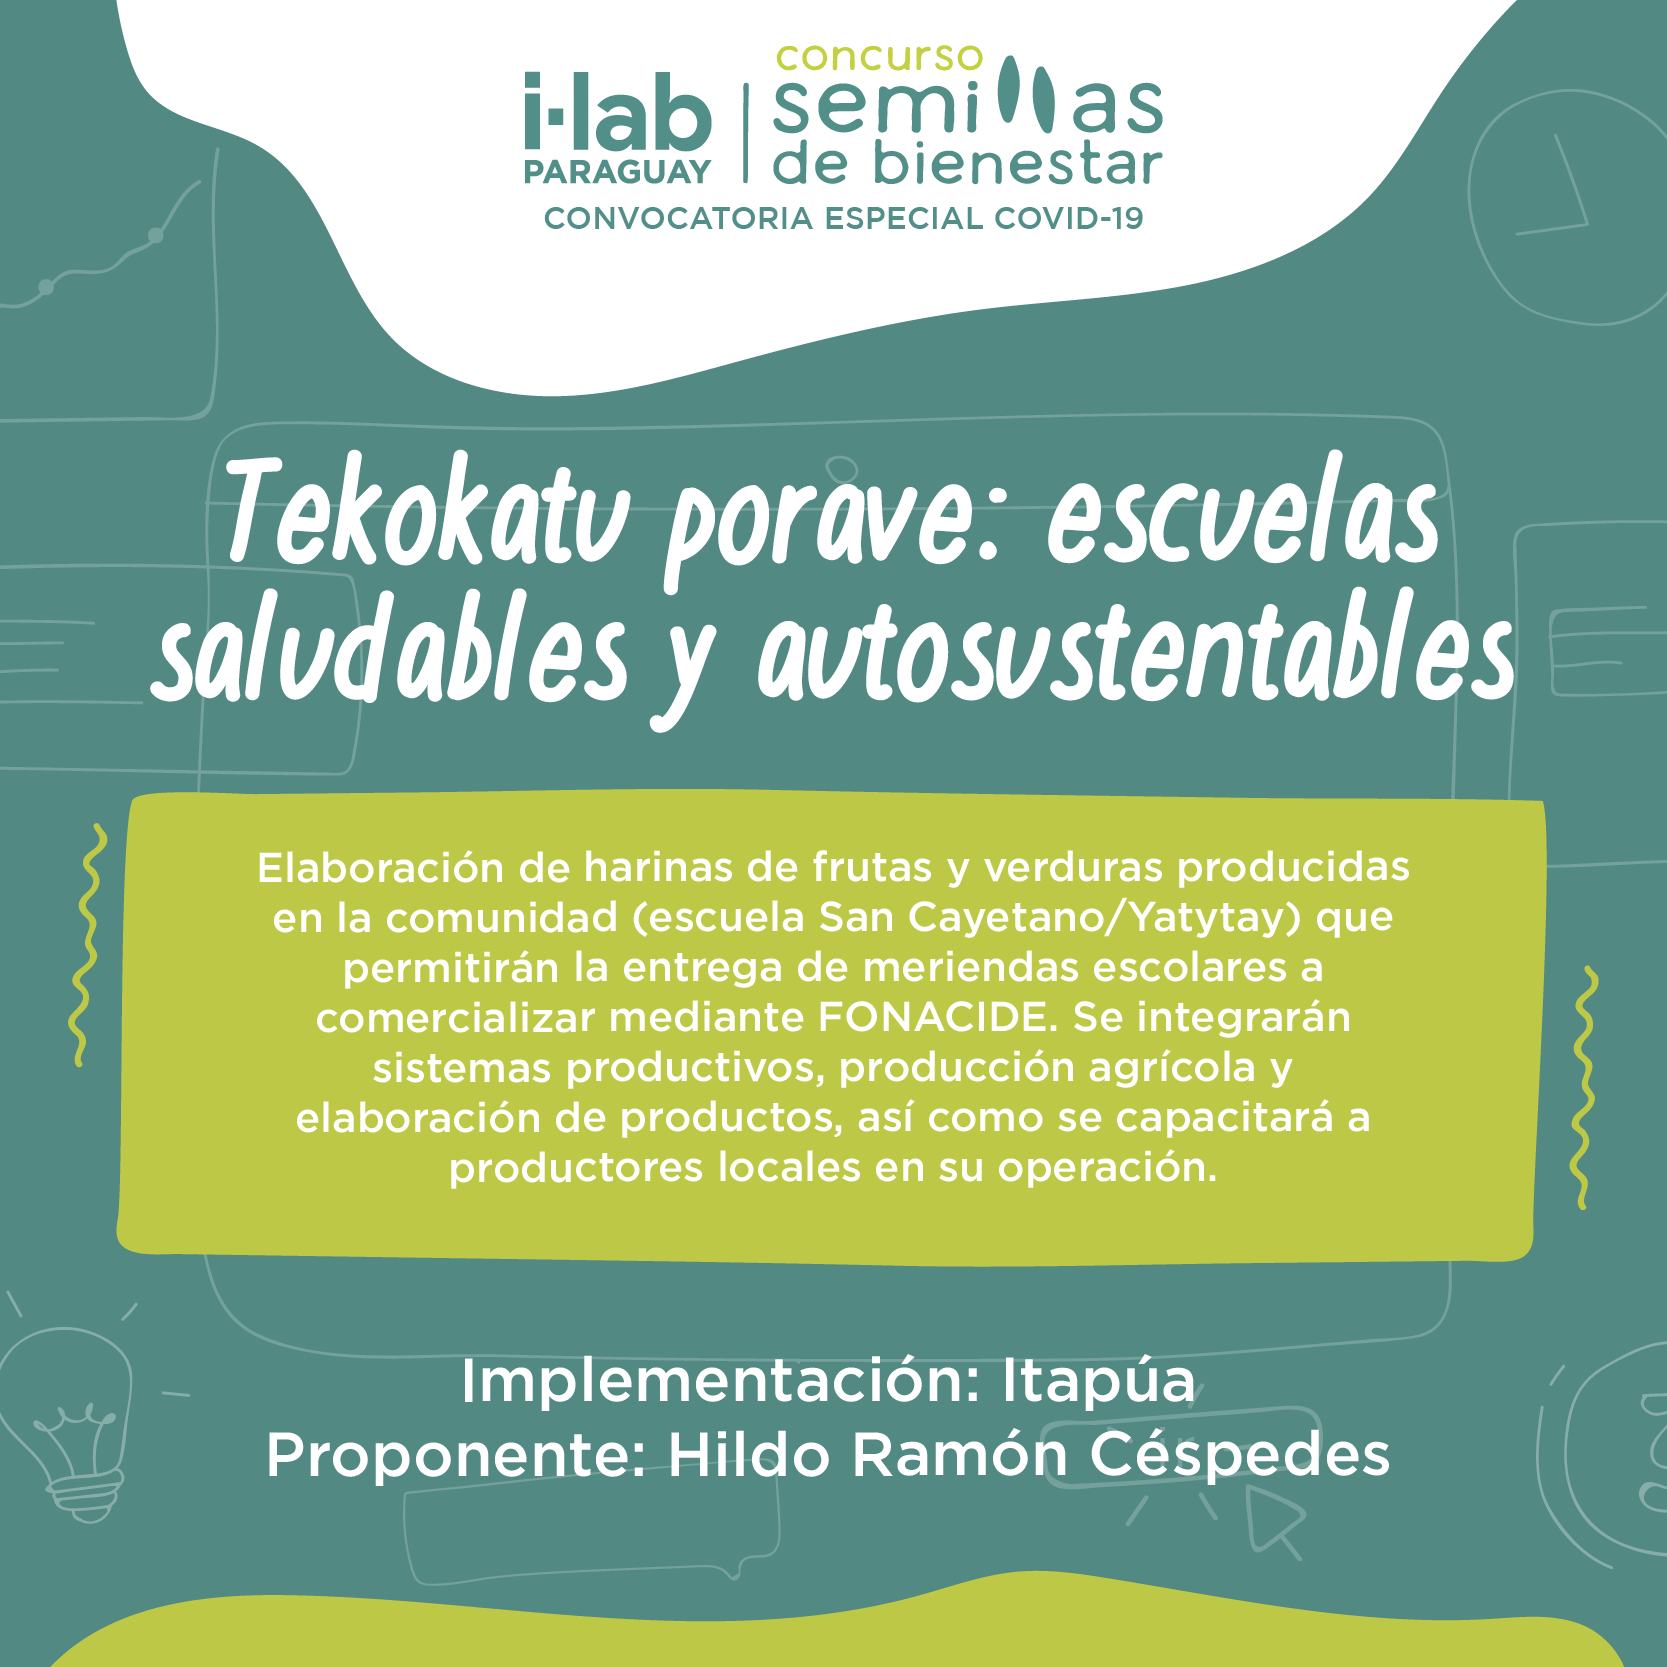 i·lab
PARAGUAY
concurso
semillas
de bienestar
CONVOCATORIA ESPECIAL COVID-19
Tekokatu porave: escuelas
saludables y autosustentables
Elaboración de harinas de frutas y verduras producidas
en la comunidad (escuela San Cayetano/Yatytay) que
permitirán la entrega de meriendas escolares a
comercializar mediante FONACIDE. Se integrarán
sistemas productivos, producción agrícola y
elaboración de productos, así como se capacitará a
productores locales en su operación.
Implementación: Itapúa
Proponente: Hildo Ramón Céspedes